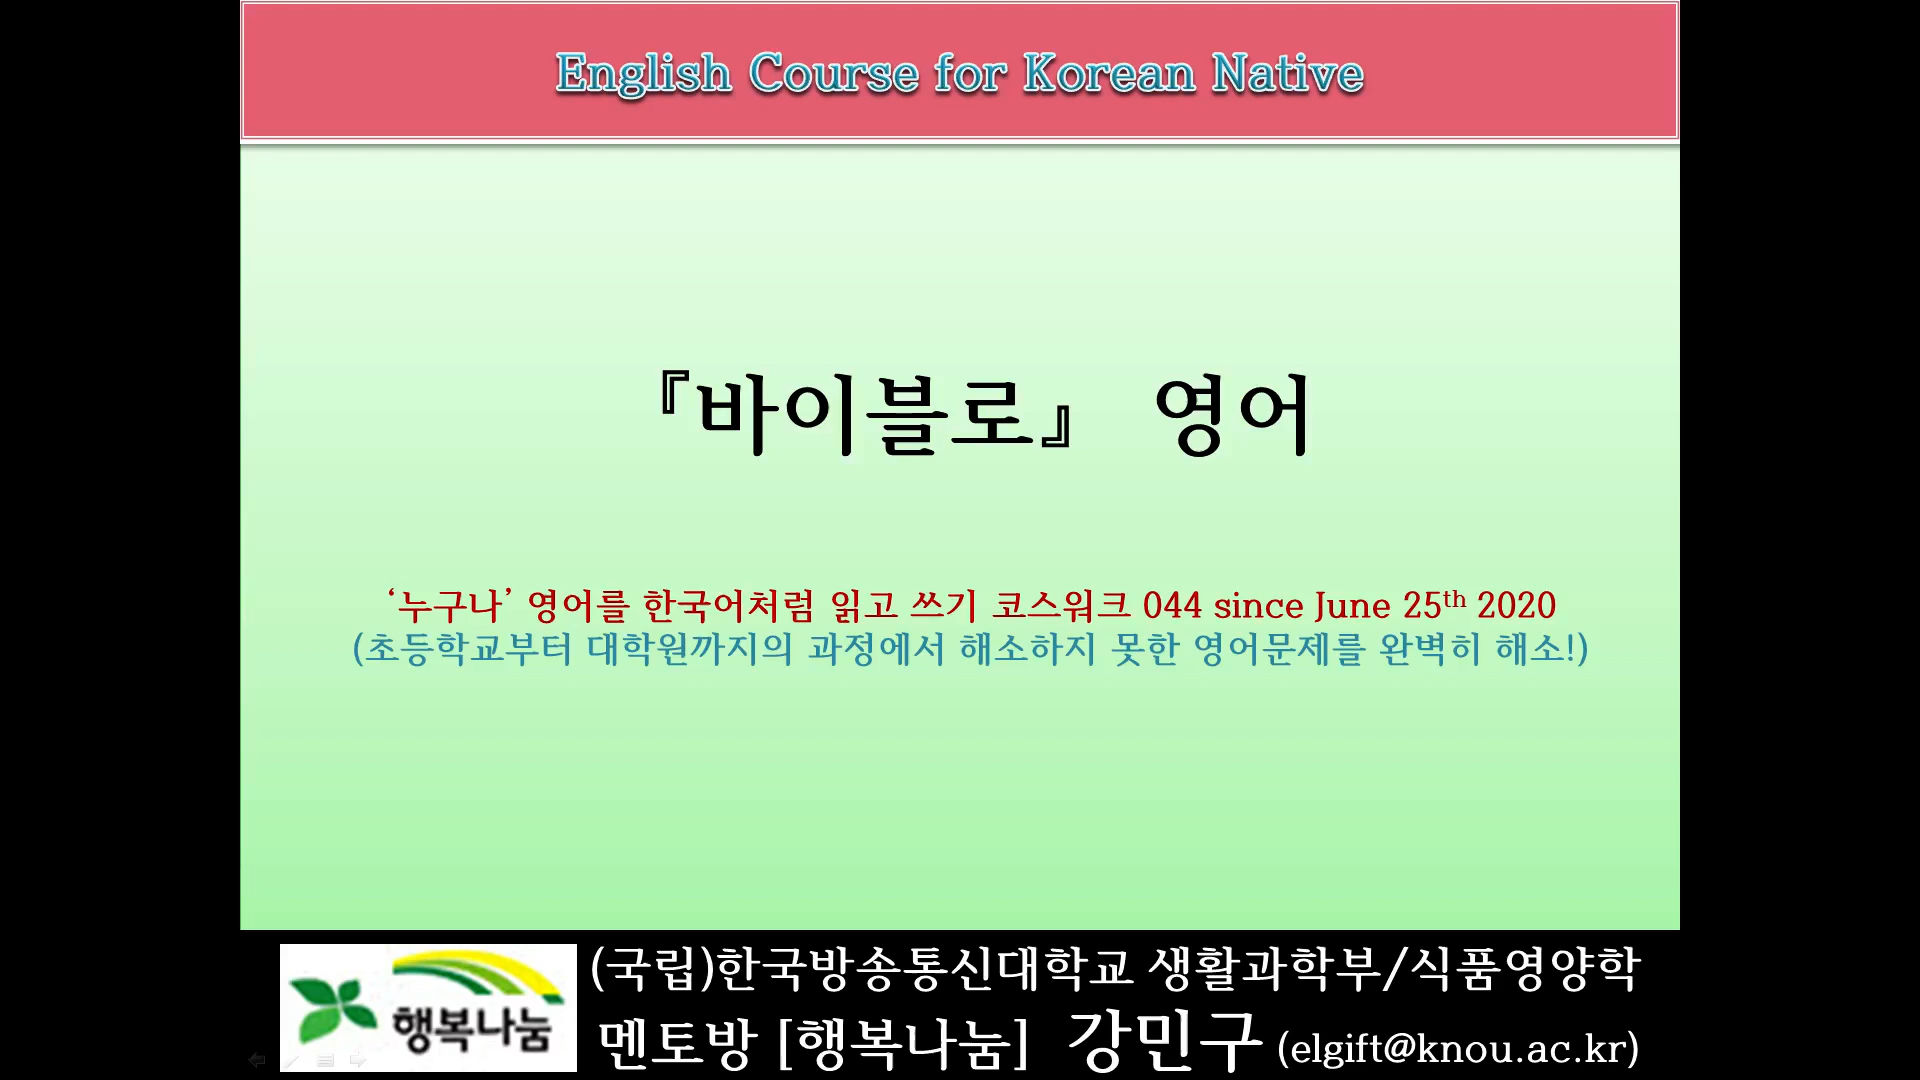 English Course for Korean Native
『바이블로』 영어
‘누구나’ 영어를 한국어처럼 읽고 쓰기 코스워크 044 since June 25th 2020
(초등학교부터 대학원까지의 과정에서 해소하지 못한 영어문제를 완벽히 해소!)
행복나눔
(국립)한국방송통신대학교 생활과학부/식품영양학
멘토방 [행복나눔] 강민구 (elgift@knou.ac.kr)